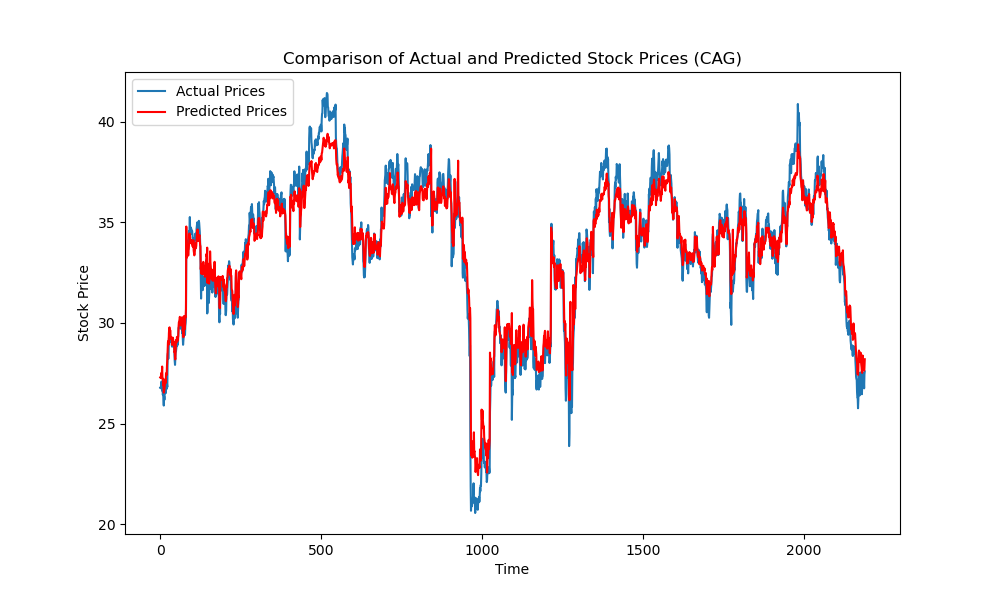 Comparison of Actual and Predicted Stock Prices (CAG)
Actual Prices
Predicted Prices
40
35
30
25
20
Stock Price
0 500 1000 1500 2000
Time